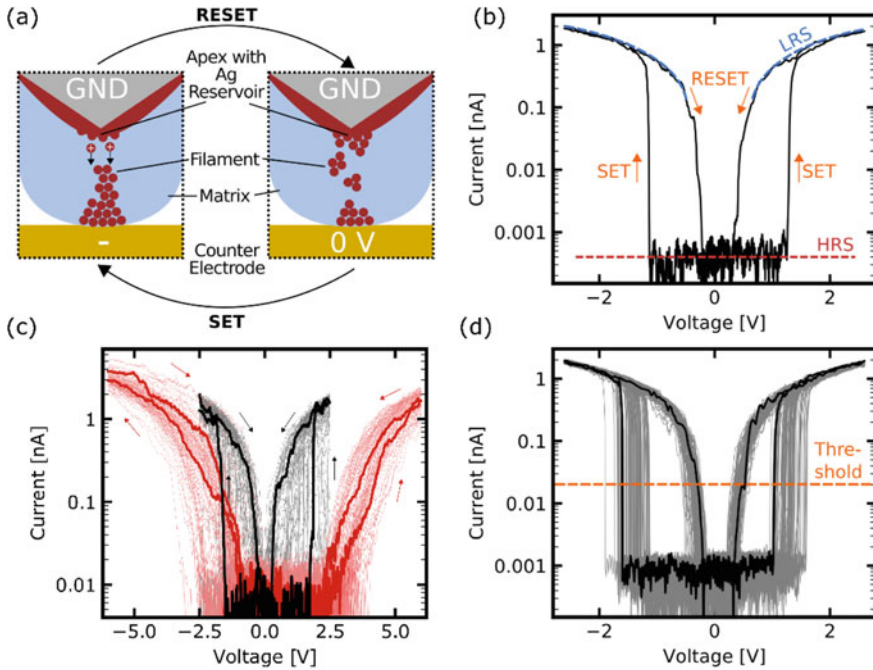 (a)
RESET
Apex with
Ag
Reservoir
GND
GND
Filament
Matrix
Counter
Electrode
-
0 V
SET
(b)
Current [nA]
1
0.1
0.01
0.001
LRS
RESET
SET
SET
HRS
−2
0
2
Voltage [V]
(c)
Current [nA]
1
0.1
0.01
−5.0
−2.5
0.0
2.5
5.0
Voltage [V]
(d)
Current [nA]
1
0.1
0.01
0.001
Thre-
shold
−2
0
2
Voltage [V]